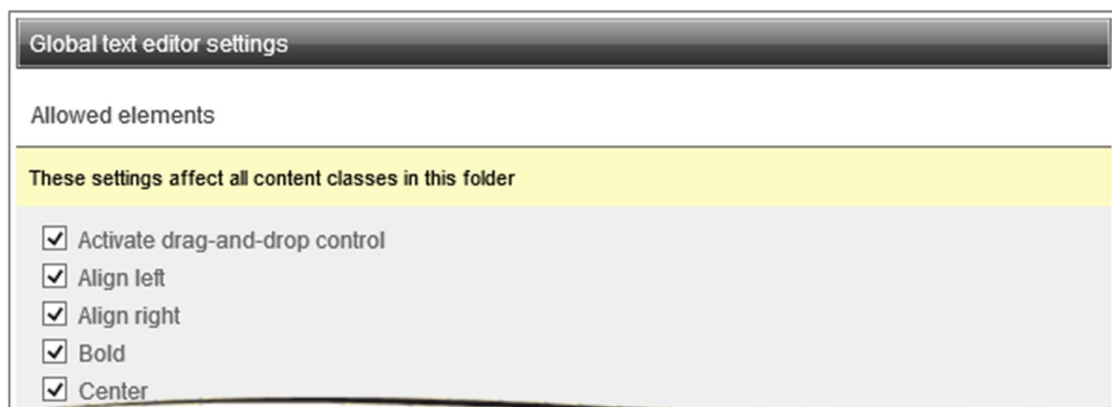 Global text editor settings
Allowed elements
These settings affect all content classes in this folder
Activate drag-and-drop control
Align left
Align right
Bold
Center